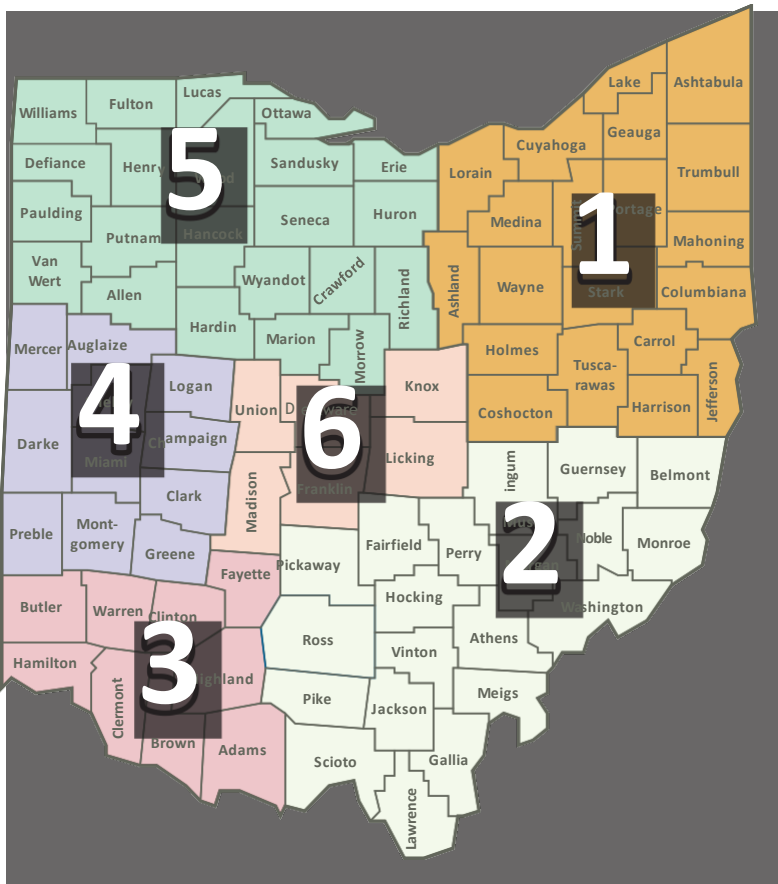 Lake
Ashtabula
Lucas
Williams
Fulton
Ottawa
Geauga
Cuyahoga
Defiance
Henry
5
Sandusky
Erie
Lorain
Trumbull
Paulding
Seneca
Huron
Medina
Summit
1
Portage
Putnam
Hancock
Mahoning
Van
Wert
Allen
Wyandot
Crawford
Richland
Ashland
Wayne
Stark
Columbiana
Hardin
Marion
Morrow
Holmes
Carroll
Mercer
Auglaize
Tusca-
rawas
Jefferson
Logan
Knox
Union
4
6
Coshocton
Harrison
Darke
Champaign
Miami
Licking
Franklin
Madison
Clark
ingum
Guernsey
Belmont
Preble
Mont-
gomery
Greene
Fairfield
Perry
2
Noble
Monroe
Fayette
Pickaway
Hocking
Washington
Butler
Warren
Clinton
Ross
Athens
Vinton
3
Hamilton
Highland
Clermont
Pike
Jackson
Meigs
Brown
Adams
Scioto
Gallia
Lawrence